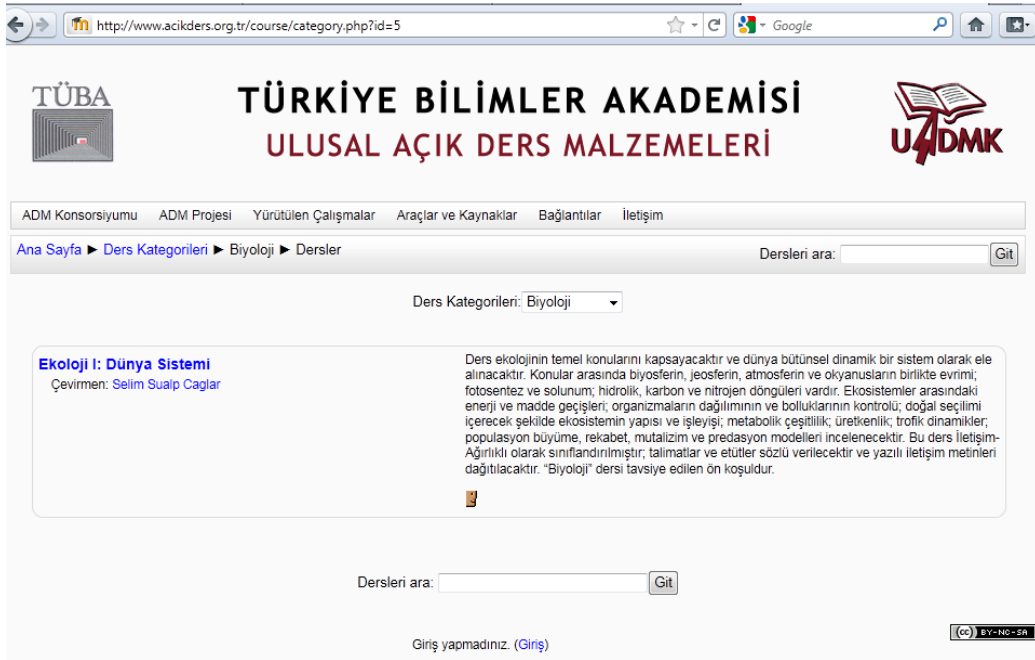 http://www.acikders.org.tr/course/category.php?id=5
Google
TÜBA
TÜRKİYE BİLİMLER AKADEMİSİ
ULUSAL AÇIK DERS MALZEMELERİ
UADMK
ADM Konsorsiyumu ADM Projesi Yürütülen Çalışmalar Araçlar ve Kaynaklar Bağlantılar İletişim
Ana Sayfa ► Ders Kategorileri ► Biyoloji ► Dersler
Dersleri ara: Git
Ders Kategorileri: Biyoloji
Ekoloji I: Dünya Sistemi
Çevirmen: Selim Sualp Caglar
Ders ekolojinin temel konularını kapsayacaktır ve dünya bütünsel dinamik bir sistem olarak ele
alınacaktır. Konular arasında biyosferin, jeosferin, atmosferin ve okyanusların birlikte evrimi;
fotosentez ve solunum; hidrolik, karbon ve nitrojen döngüleri vardır. Ekosistemler arasındaki
enerji ve madde geçişleri; organizmaların dağılımının ve bolluklarının kontrolü; doğal seçilimi
içerecek şekilde ekosistemin yapısı ve işleyişi; metabolik çeşitlilik; üretkenlik; trofik dinamikler;
populasyon büyüme, rekabet, mutalizim ve predasyon modelleri incelenecektir. Bu ders İletişim-
Ağırlıklı olarak sınıflandırılmıştır; talimatlar ve etütler sözlü verilecektir ve yazılı iletişim metinleri
dağıtılacaktır. “Biyoloji” dersi tavsiye edilen ön koşuldur.
Dersleri ara: Git
Giriş yapmadınız. (Giriş)
(cc) BY-NC-SA